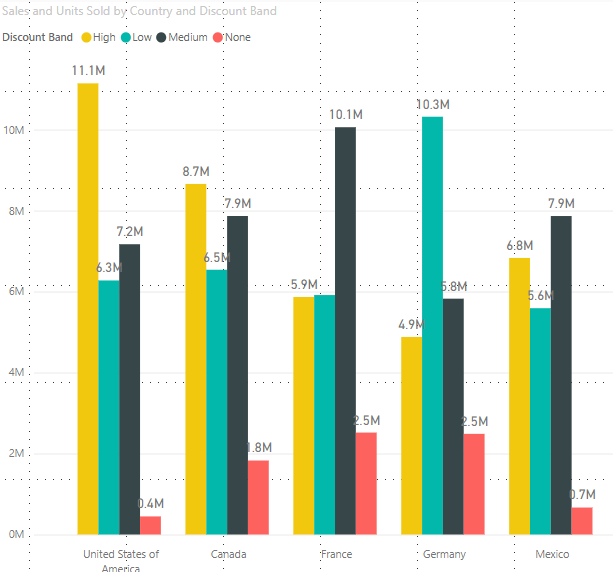 Sales and Units Sold by Country and Discount Band
Discount Band High Low Medium None
11.1M
10.3M
10.1M
10M
8.7M
7.9M
7.9M
8M
7.2M
6.8M
6.3M
6.5M
5.9M
5.8M
5.6M
6M
4.9M
4M
2.5M
2.5M
2M
1.8M
0.4M
0.7M
0M
United States of
America
Canada
France
Germany
Mexico